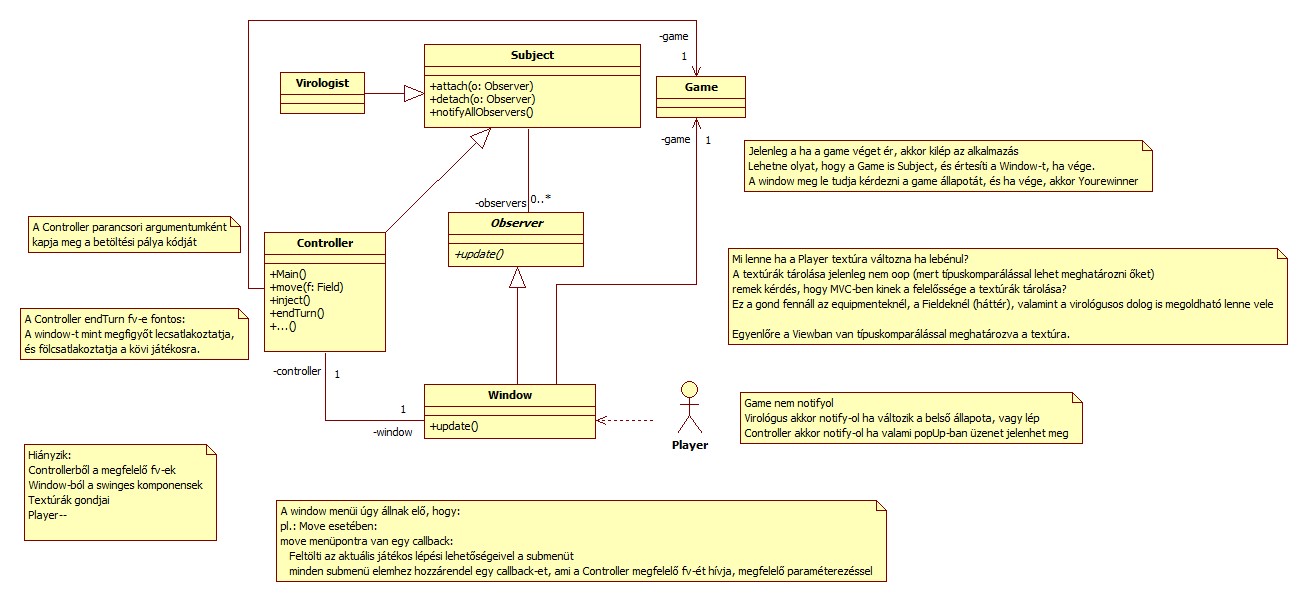 -game
1
Subject
+attach(o: Observer)
+detach(o: Observer)
+notifyAllObservers()
Virologist
Game
-game
1
Jelenleg a ha a game véget ér, akkor kilép az alkalmazás
Lehetne olyat, hogy a Game is Subject, és értesíti a Window-t, ha vége.
A window meg le tudja kérdezni a game állapotát, és ha vége, akkor Yourewinner
-observers
0..*
Observer
+update()
A Controller parancsori argumentumként
kapja meg a betöltési pálya kódját
Controller
+Main()
+move(f: Field)
+inject()
+endTurn()
+...()
Mi lenne ha a Player textúra változna ha lebénul?
A textúrák tárolása jelenleg nem oop (mert típuskomparálással lehet meghatározni őket)
remek kérdés, hogy MVC-ben kinek a felelőssége a textúrák tárolása?
Ez a gond fennáll az equipmenteknél, a Fieldeknél (háttér), valamint a virológusos dolog is megoldható lenne vele
Egyenlőre a Viewban van típuskomparálással meghatározva a textúra.
A Controller endTurn fv-e fontos:
A window-t mint megfigyőt lecsatlakoztatja,
és fölcsatlakoztatja a kövi játékosra.
-controller
1
1
-window
Window
+update()
Player
Game nem notifyol
Virológus akkor notify-ol ha változik a belső állapota, vagy lép
Controller akkor notify-ol ha valami popUp-ban üzenet jelenhet meg
Hiányzik:
Controllerből a megfelelő fv-ek
Window-ból a swinges komponensek
Textúrák gondjai
Player--
A window menüi úgy állnak elő, hogy:
pl.: Move esetében:
move menüpontra van egy callback:
Feltölti az aktuális játékos lépési lehetőségeivel a submenüt
minden submenü elemhez hozzárendel egy callback-et, ami a Controller megfelelő fv-ét hívja, megfelelő paraméterezéssel